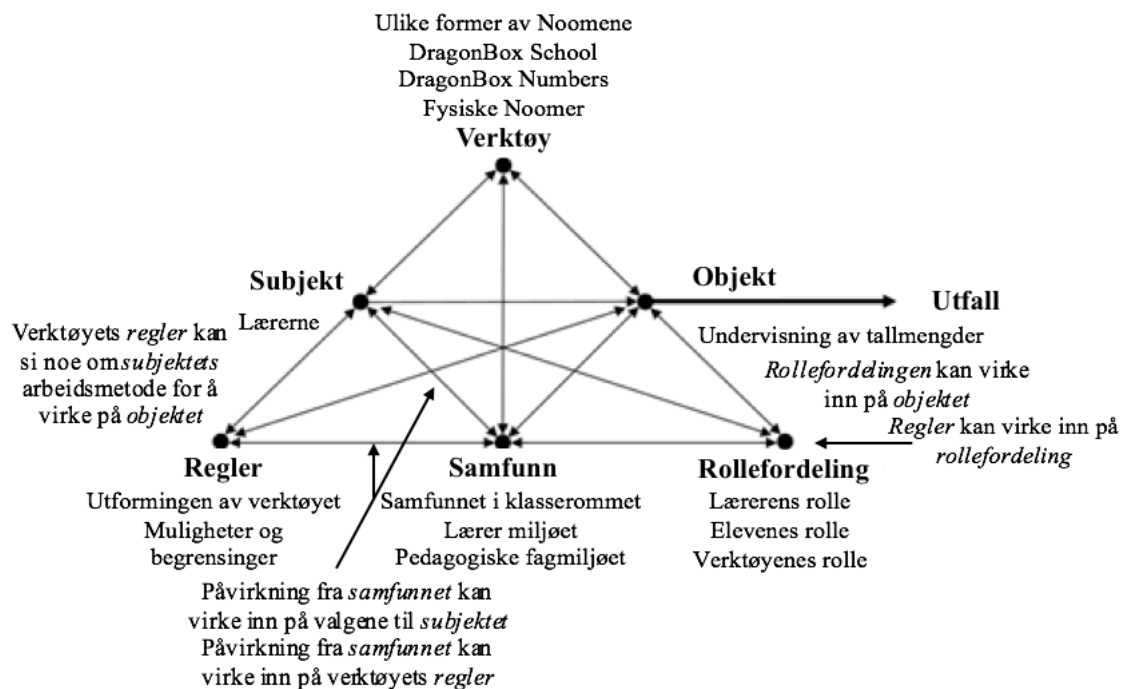 Ulike former av Noomene
DragonBox School
DragonBox Numbers
Fysiske Noomer
Verktøy
Subjekt
Lærerne
Objekt
Utfall
Undervisning av tallmengder
Verktøyets regler kan
si noe om subjektets
arbeidsmetode for å
virke på objektet
Rollefordelingen kan virke
inn på objektet
Regler kan virke inn på
rollefordeling
Regler
Utformingen av verktøyet
Muligheter og
begrensinger
Samfunn
Samfunnet i klasserommet
Lærer miljøet
Pedagogiske fagmiljøet
Rollefordeling
Lærerens rolle
Elevenes rolle
Verktøyenes rolle
Påvirkning fra samfunnet kan
virke inn på valgene til subjektet
Påvirkning fra samfunnet kan
virke inn på verktøyets regler